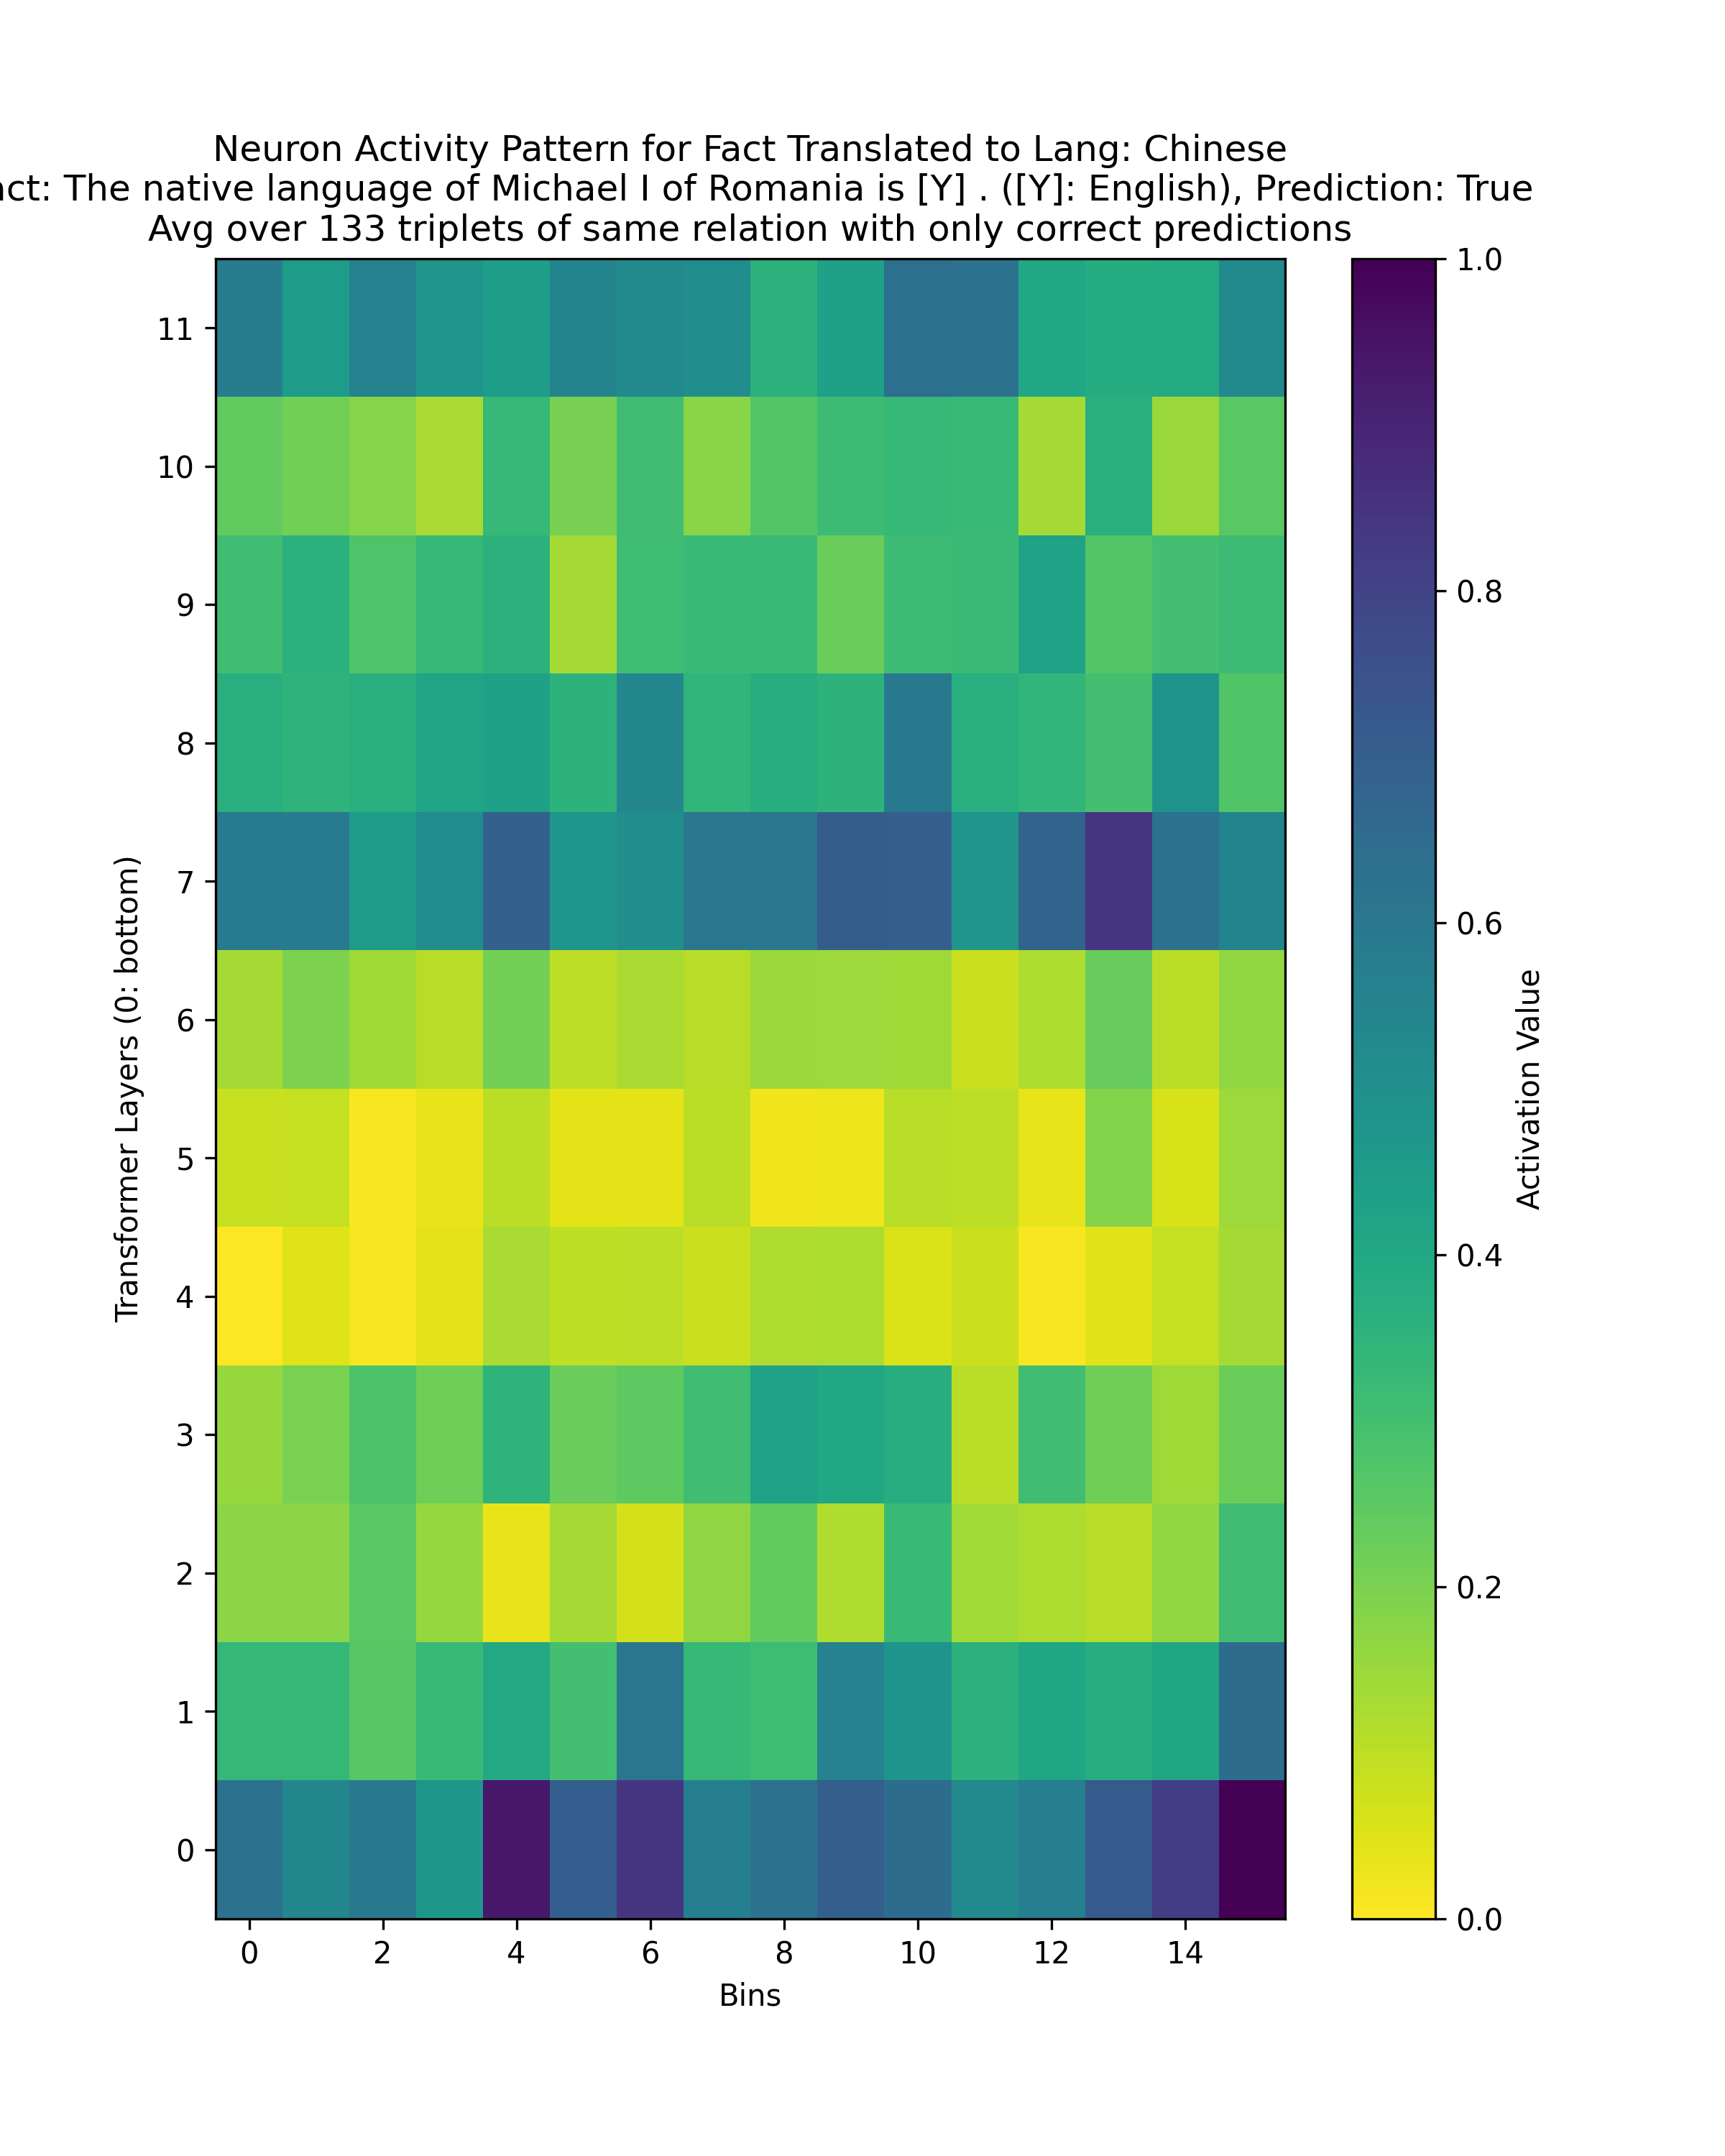 Neuron Activity Pattern for Fact Translated to Lang: Chinese
The native language of Michael I of Romania is [Y] . ([Y]: English), Prediction: True
Avg over 133 triplets of same relation with only correct predictions
11
10
9
8
7
6
5
4
3
2
1
0
Transformer Layers (0: bottom)
0 2 4 6 8 10 12 14
Bins
1.0
0.8
0.6
0.4
0.2
0.0
Activation Value